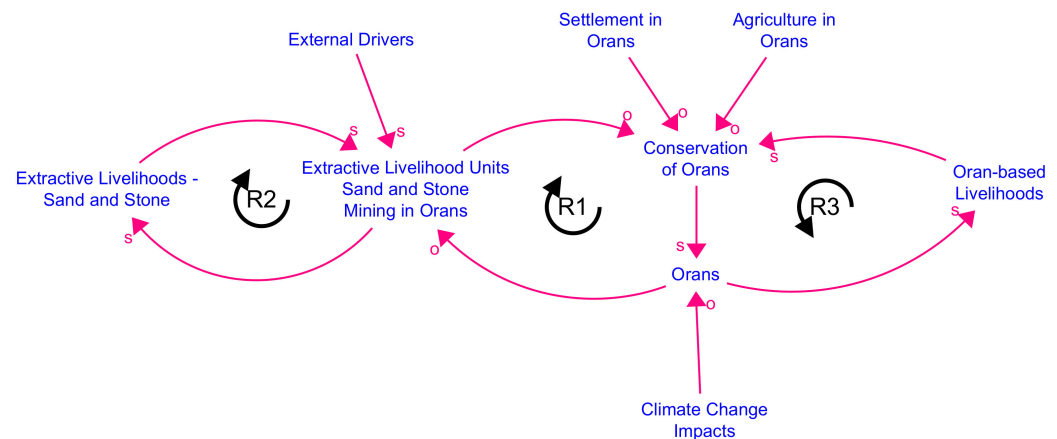 Settlement in
Orans
Agriculture in
Orans
External Drivers
s
s
o
o
o
Conservation
of Orans
s
Extractive Livelihoods -
Sand and Stone
Extractive Livelihood Units
Sand and Stone
Mining in Orans
Oran-based
Livelihoods
R2
R1
R3
s
s
o
s
s
Orans
o
Climate Change
Impacts